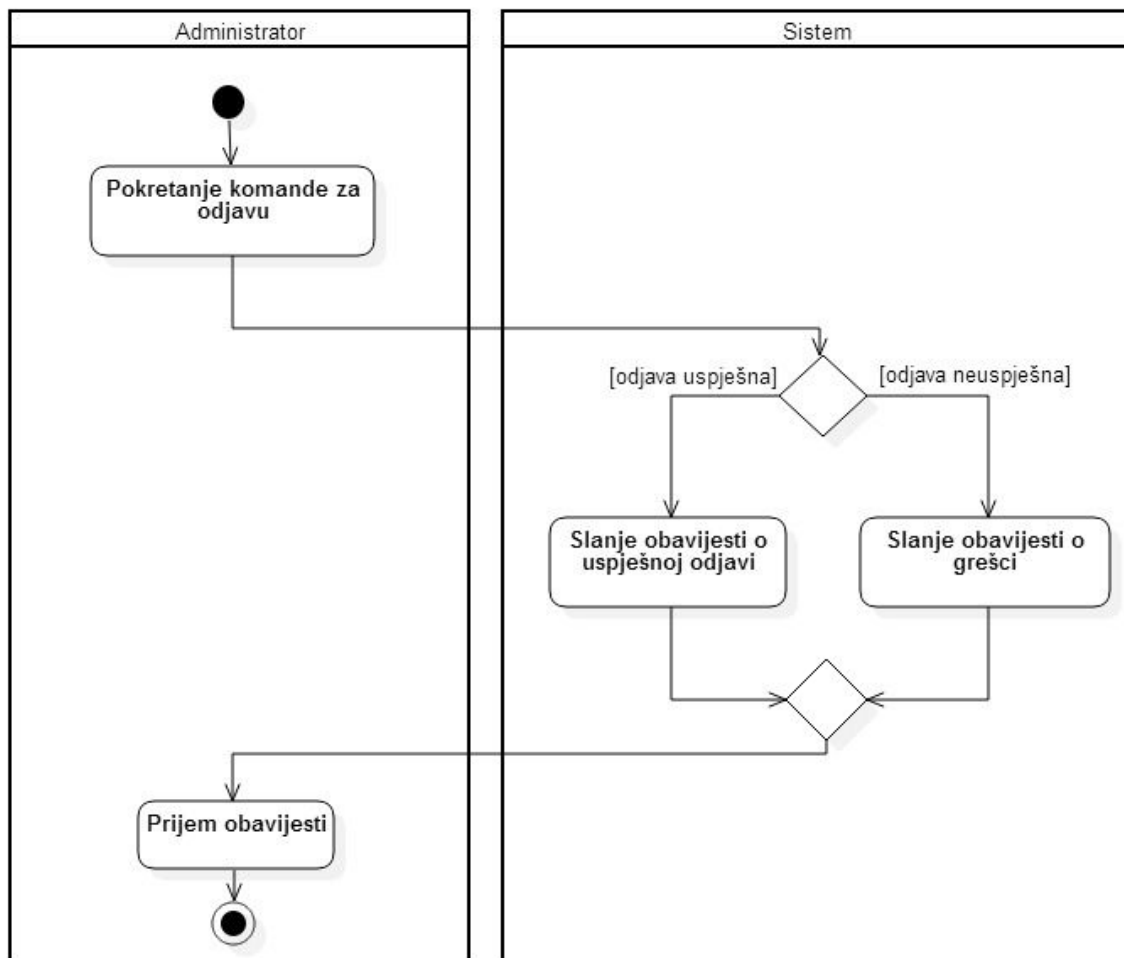 Administrator
Sistem
Pokretanje komande za
odjavu
[odjava uspješna]
[odjava neuspješna]
Slanje obavijesti o
uspješnoj odjavi
Slanje obavijesti o
grešci
Prijem obavijesti